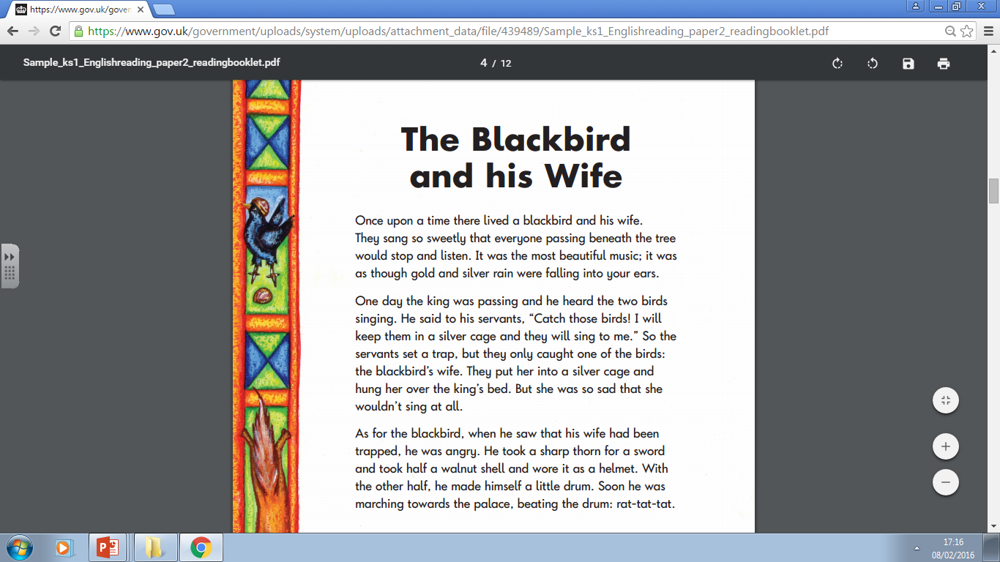 https://www.gov.uk/gover
https://www.gov.uk/government/uploads/system/uploads/attachment_data/file/439489/Sample_ks1_Englishreading_paper2_readingbooklet.pdf
Sample_ks1_Englishreading_paper2_readingbooklet.pdf
4 / 12
The Blackbird
and his Wife
Once upon a time there lived a blackbird and his wife.
They sang so sweetly that everyone passing beneath the tree
would stop and listen. It was the most beautiful music; it was
as though gold and silver rain were falling into your ears.
One day the king was passing and he heard the two birds
singing. He said to his servants, “Catch those birds! I will
keep them in a silver cage and they will sing to me.” So the
servants set a trap, but they only caught one of the birds:
the blackbird’s wife. They put her into a silver cage and
hung her over the king’s bed. But she was so sad that she
wouldn’t sing at all.
As for the blackbird, when he saw that his wife had been
trapped, he was angry. He took a sharp thorn for a sword
and took half a walnut shell and wore it as a helmet. With
the other half, he made himself a little drum. Soon he was
marching towards the palace, beating the drum: rat-tat-tat.
17:16
08/02/2016